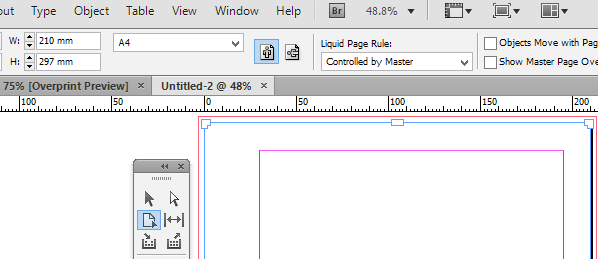 out Type Object Table View Window Help Br 48.8%
W: 210 mm A4 Liquid Page Rule: Objects Move with Pag
H: 297 mm Controlled by Master Show Master Page Ove
75% [Overprint Preview] × Untitled-2 @ 48% ×
100 50 0 50 100 150 200